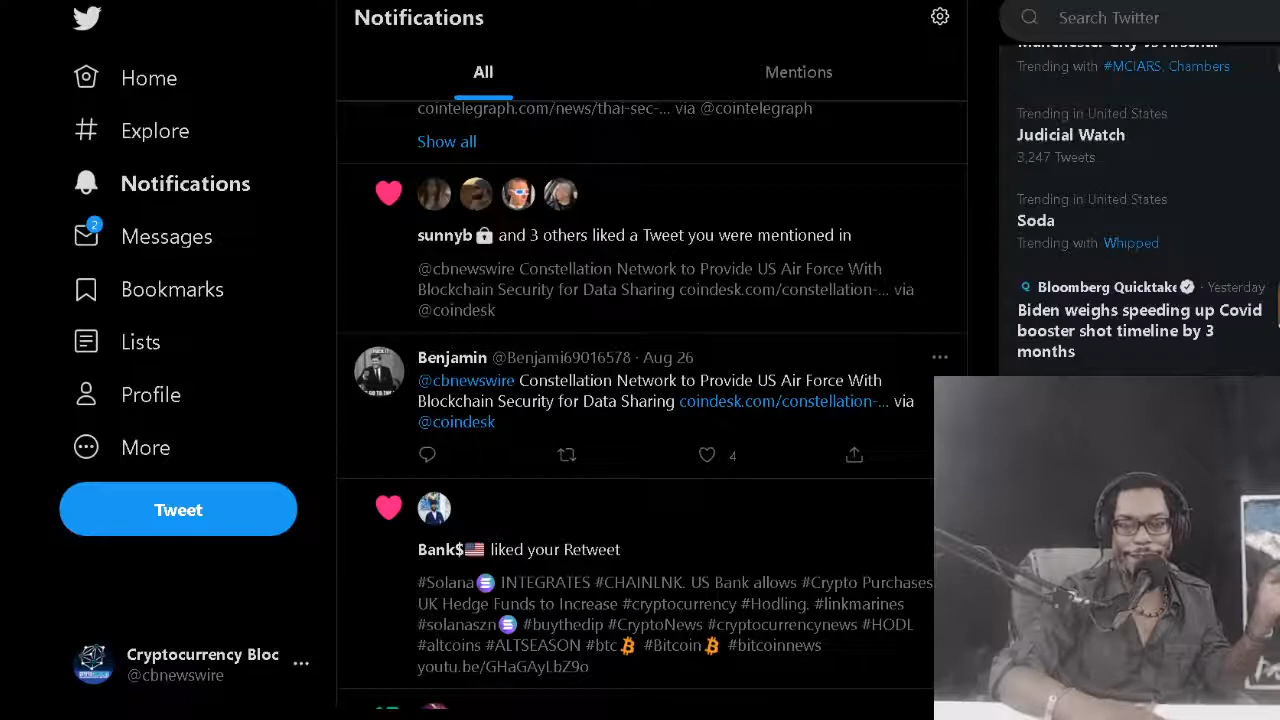 Home
Explore
Notifications
2
Messages
Bookmarks
Lists
Profile
More
Tweet
Cryptocurrency Bloc
@cbnewswire
Notifications
All
Mentions
cointelegraph.com/news/thai-sec-... via @cointelegraph
Show all
sunnyb and 3 others liked a Tweet you were mentioned in
@cbnewswire Constellation Network to Provide US Air Force With
Blockchain Security for Data Sharing coindesk.com/constellation-... via
@coindesk
Benjamin @Benjami69016578 · Aug 26
@cbnewswire Constellation Network to Provide US Air Force With
Blockchain Security for Data Sharing coindesk.com/constellation-... via
@coindesk
4
Bank$🇺🇸 liked your Retweet
#Solana INTEGRATES #CHAINLNK. US Bank allows #Crypto Purchases
UK Hedge Funds to Increase #cryptocurrency #Hodling. #linkmarines
#solanaszn #buythedip #CryptoNews #cryptocurrencynews #HODL
#altcoins #ALTSEASON #btc #Bitcoin #bitcoinnews
youtu.be/GHaGAyLbZ9o
Search Twitter
Manchester City vs Arsenal
Trending with #MCIARS, Chambers
Trending in United States
Judicial Watch
3,247 Tweets
Trending in United States
Soda
Trending with Whipped
Bloomberg Quicktake · Yesterday
Biden weighs speeding up Covid
booster shot timeline by 3
months